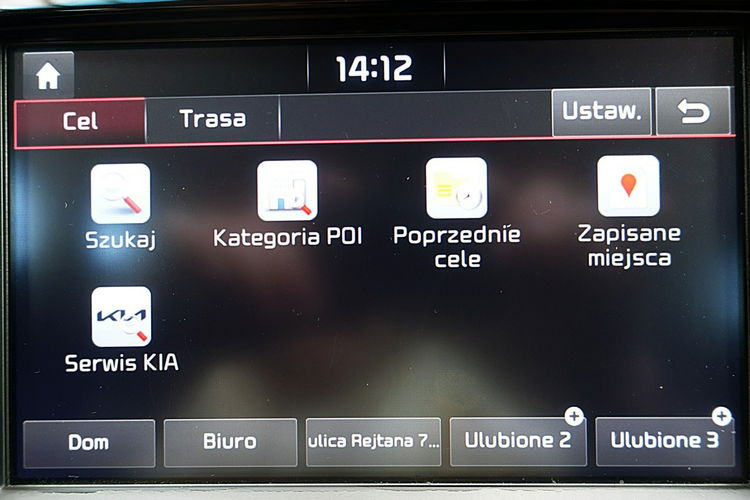 14:12
Cel Trasa Ustaw.
Szukaj Kategoria POI Poprzednie cele Zapisane miejsca
KIA
Serwis KIA
Dom Biuro ulica Rejtana 7... Ulubione 2 Ulubione 3